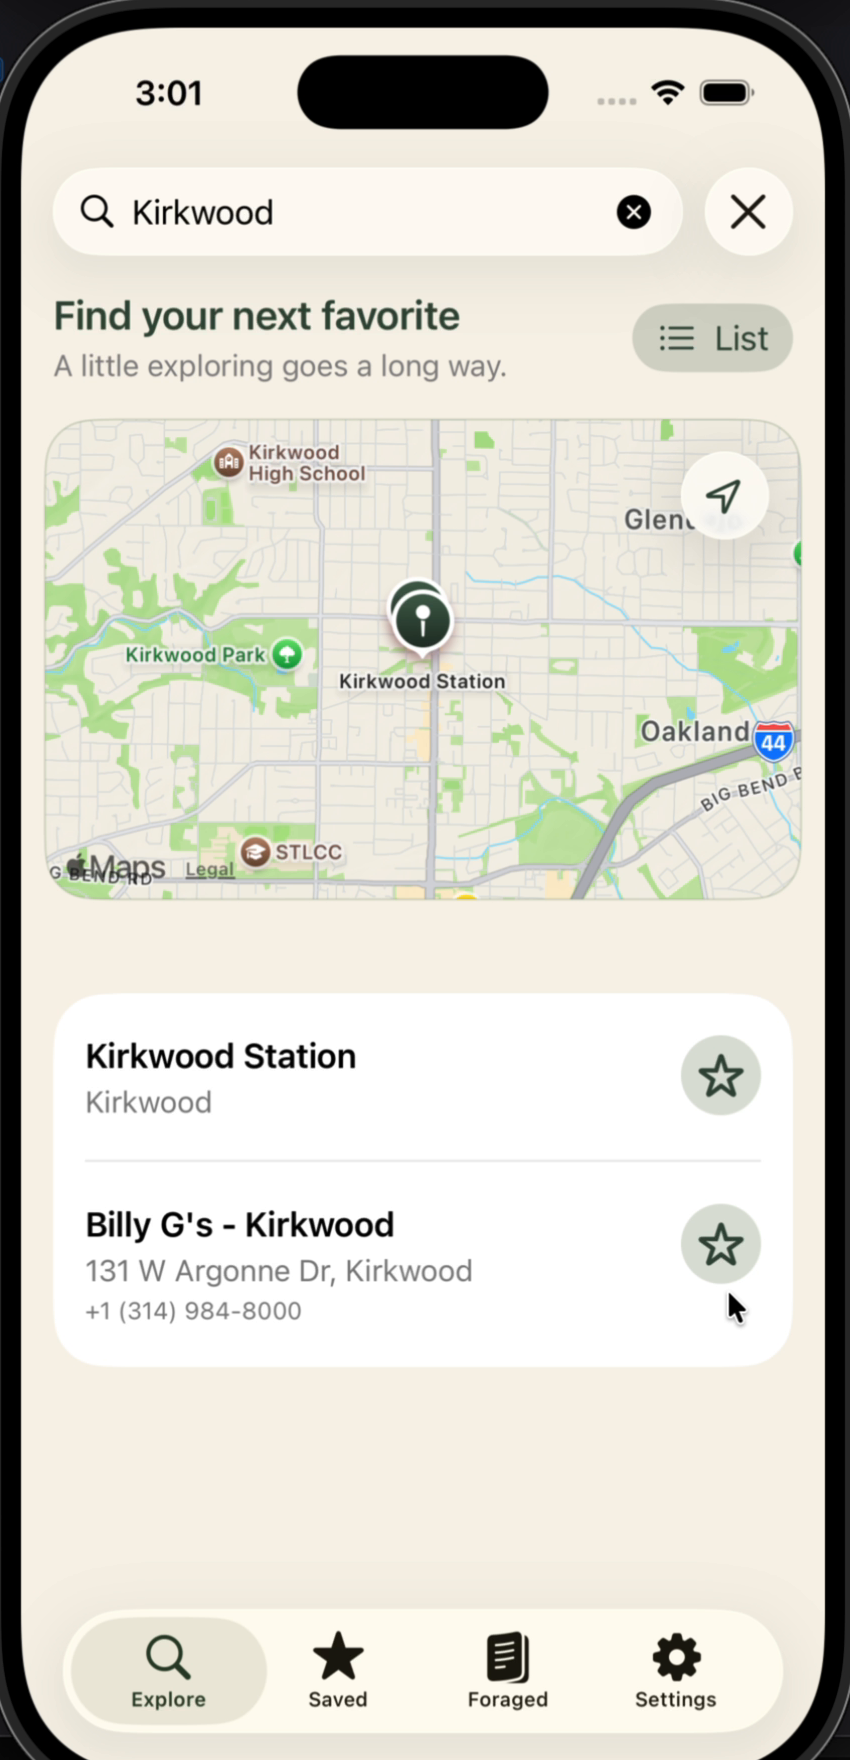 3:01
Kirkwood
Find your next favorite
List
A little exploring goes a long way.
Kirkwood
High School
Kirkwood Park
Kirkwood Station
Oakland
44
BIG BEND
STLCC
Maps
Legal
G BEND RD
Kirkwood Station
Kirkwood
Billy G's - Kirkwood
131 W Argonne Dr, Kirkwood
+1 (314) 984-8000
Explore
Saved
Foraged
Settings